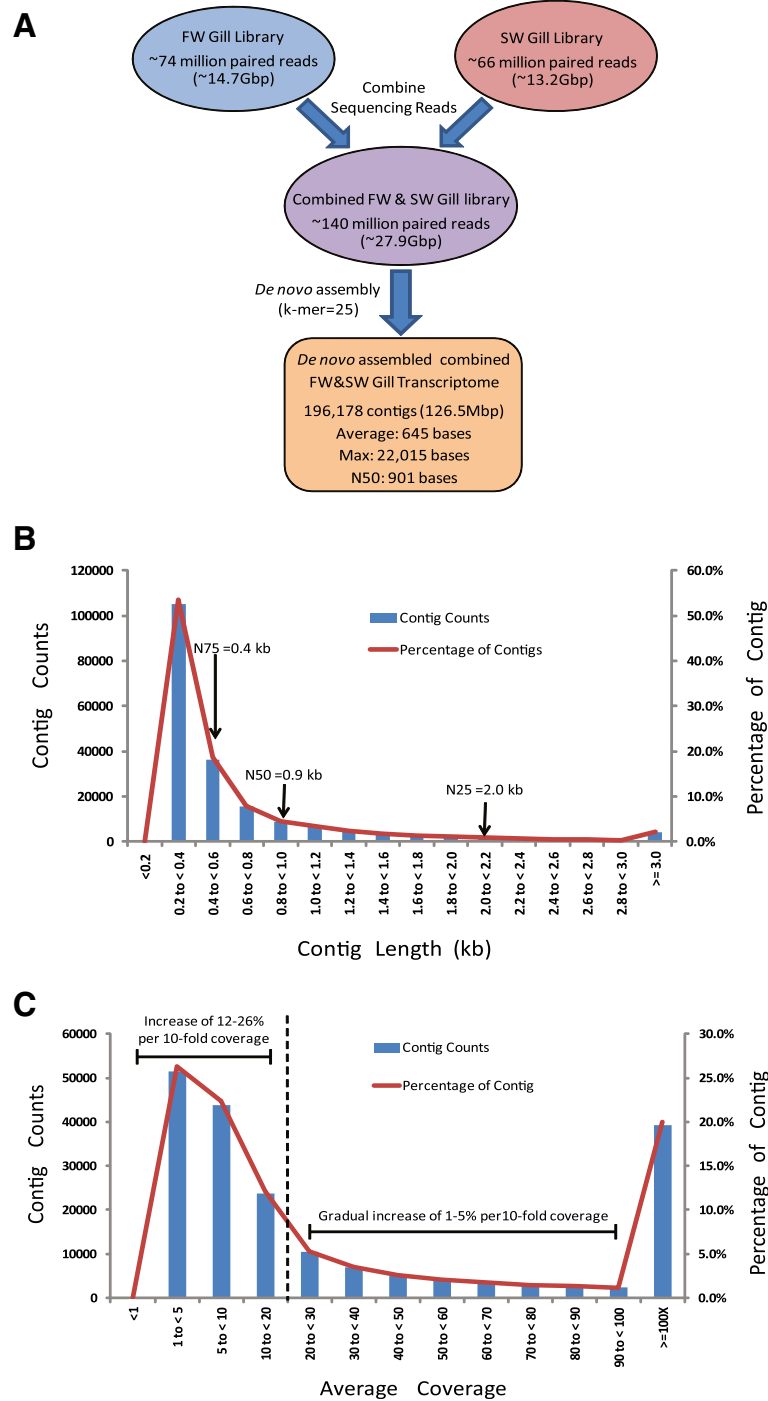 A
FW Gill Library
~74 million paired reads
(~14.7Gbp)
SW Gill Library
~66 million paired reads
(~13.2Gbp)
Combine
Sequencing Reads
Combined FW & SW Gill library
~140 million paired reads
(~27.9Gbp)
De novo assembly
(k-mer=25)
De novo assembled combined
FW&SW Gill Transcriptome
196,178 contigs (126.5Mbp)
Average: 645 bases
Max: 22,015 bases
N50: 901 bases
B
120000
100000
80000
60000
40000
20000
0
Contig Counts
60.0%
50.0%
40.0%
30.0%
20.0%
10.0%
0.0%
Percentage of Contig
Contig Counts
Percentage of Contigs
N75 =0.4 kb
N50 =0.9 kb
N25 =2.0 kb
<0.2
0.2 to < 0.4
0.4 to < 0.6
0.6 to < 0.8
0.8 to < 1.0
1.0 to < 1.2
1.2 to < 1.4
1.4 to < 1.6
1.6 to < 1.8
1.8 to < 2.0
2.0 to < 2.2
2.2 to < 2.4
2.4 to < 2.6
2.6 to < 2.8
2.8 to < 3.0
>= 3.0
Contig Length (kb)
C
60000
50000
40000
30000
20000
10000
0
Contig Counts
30.0%
25.0%
20.0%
15.0%
10.0%
5.0%
0.0%
Percentage of Contig
Increase of 12-26%
per 10-fold coverage
Contig Counts
Percentage of Contig
Gradual increase of 1-5% per10-fold coverage
<1
1 to < 5
5 to < 10
10 to < 20
20 to < 30
30 to < 40
40 to < 50
50 to < 60
60 to < 70
70 to < 80
80 to < 90
90 to < 100
>=100X
Average Coverage